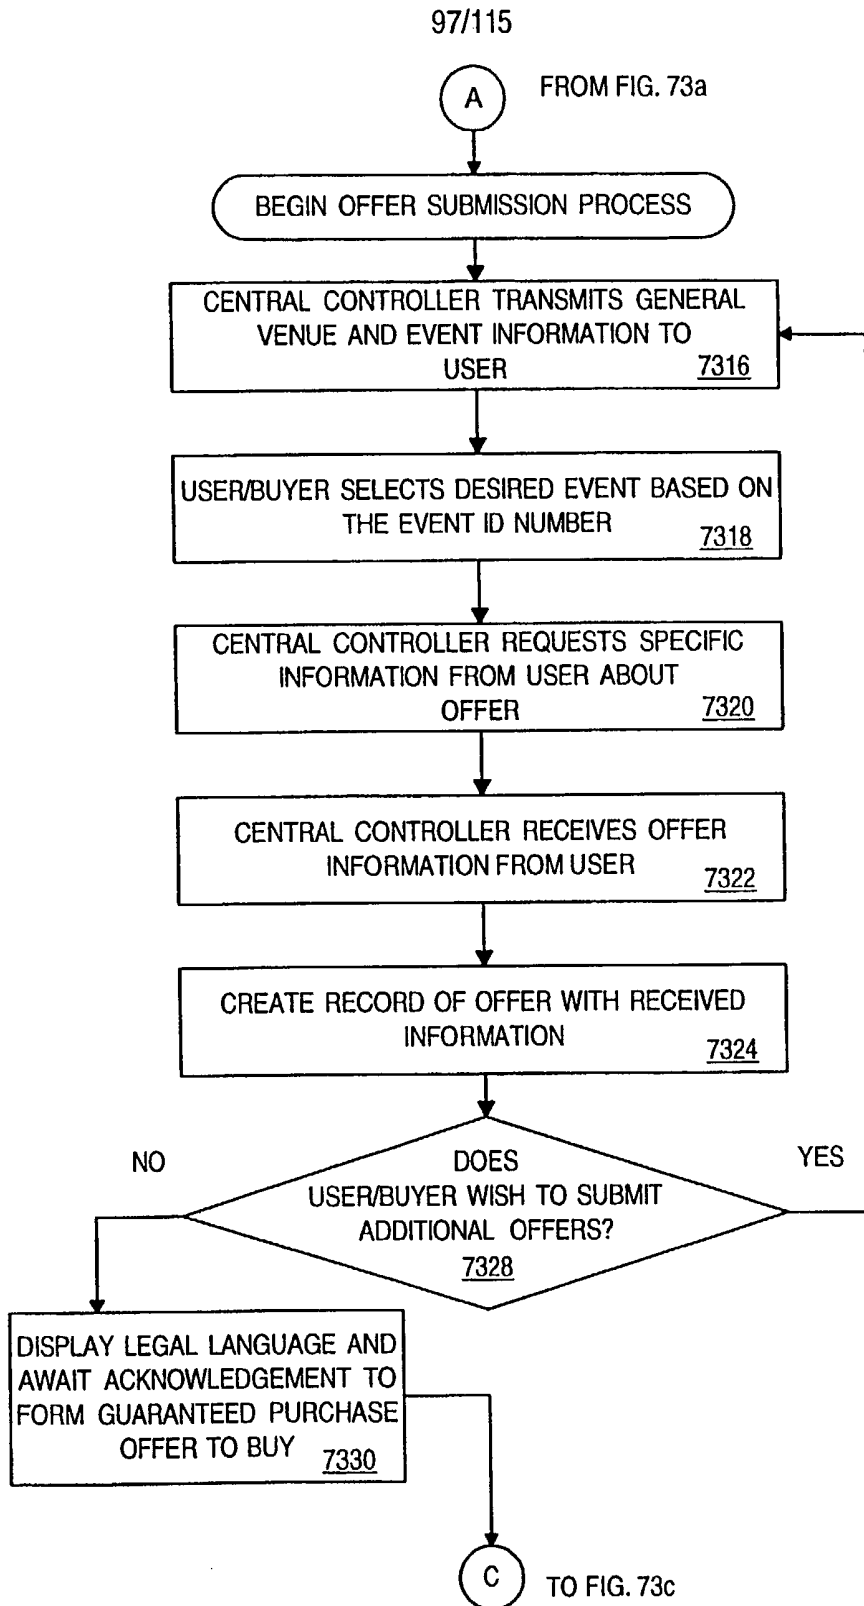 97/115
A
FROM FIG. 73a
BEGIN OFFER SUBMISSION PROCESS
CENTRAL CONTROLLER TRANSMITS GENERAL
VENUE AND EVENT INFORMATION TO
USER
7316
USER/BUYER SELECTS DESIRED EVENT BASED ON
THE EVENT ID NUMBER
7318
CENTRAL CONTROLLER REQUESTS SPECIFIC
INFORMATION FROM USER ABOUT
OFFER
7320
CENTRAL CONTROLLER RECEIVES OFFER
INFORMATION FROM USER
7322
CREATE RECORD OF OFFER WITH RECEIVED
INFORMATION
7324
NO
YES
DOES
USER/BUYER WISH TO SUBMIT
ADDITIONAL OFFERS?
7328
DISPLAY LEGAL LANGUAGE AND
AWAIT ACKNOWLEDGEMENT TO
FORM GUARANTEED PURCHASE
OFFER TO BUY
7330
C
TO FIG. 73c